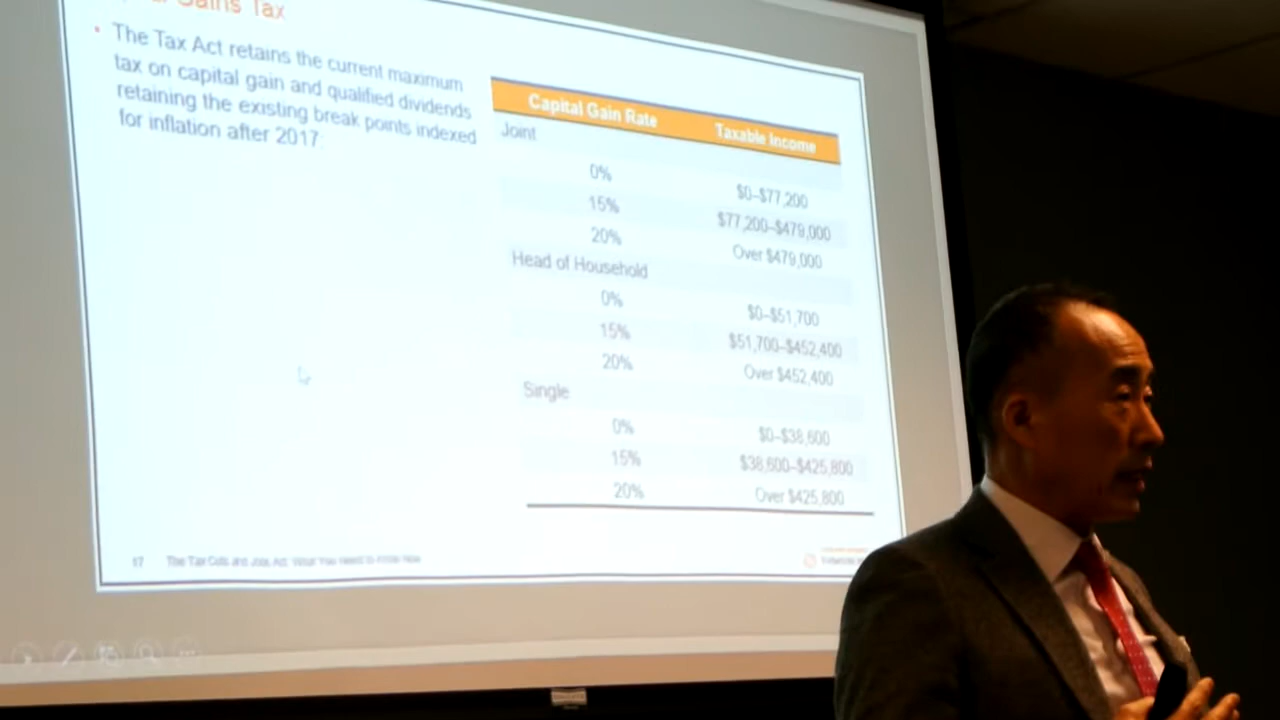 Gains Tax
• The Tax Act retains the current maximum
tax on capital gain and qualified dividends
retaining the existing break points indexed
for inflation after 2017
Capital Gain Rate Taxable Income
Joint
0% $0–$77,200
15% $77,200–$479,000
20% Over $479,000
Head of Household
0% $0–$51,700
15% $51,700–$452,400
20% Over $452,400
Single
0% $0–$38,600
15% $38,600–$425,800
20% Over $425,800
17 The Tax Cuts and Jobs Act: What You Need to Know Now